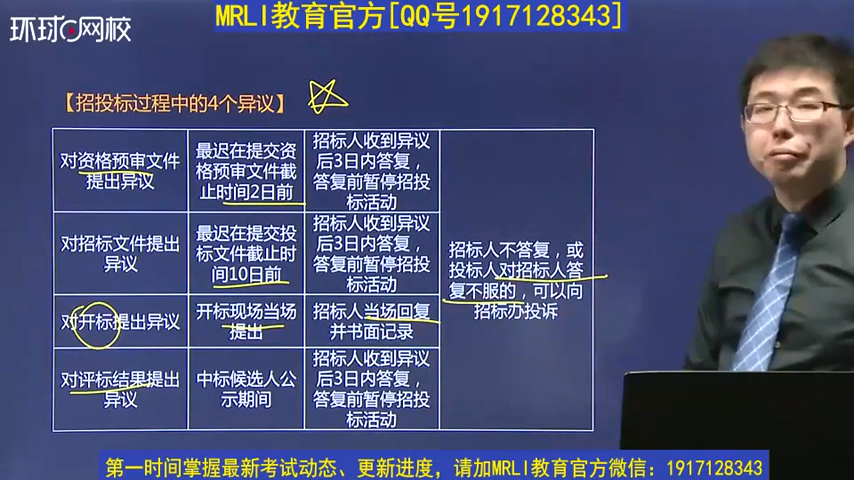 MRLI教育官方[QQ号1917128343]
环球网校
【招投标过程中的4个异议】
对资格预审文件
提出异议
最迟在提交资
格预审文件截
止时间2日前
招标人收到异议
后3日内答复，
答复前暂停招投
标活动
对招标文件提出
异议
最迟在提交投
标文件截止时
间10日前
招标人收到异议
后3日内答复，
答复前暂停招投
标活动
对开标提出异议
开标现场当场
提出
招标人当场回复
并书面记录
对评标结果提出
异议
中标候选人公
示期间
招标人收到异议
后3日内答复，
答复前暂停招投
标活动
招标人不答复，或
投标人对招标人答
复不服的，可以向
招标办投诉
第一时间掌握最新考试动态、更新进度，请加MRLI教育官方微信：1917128343